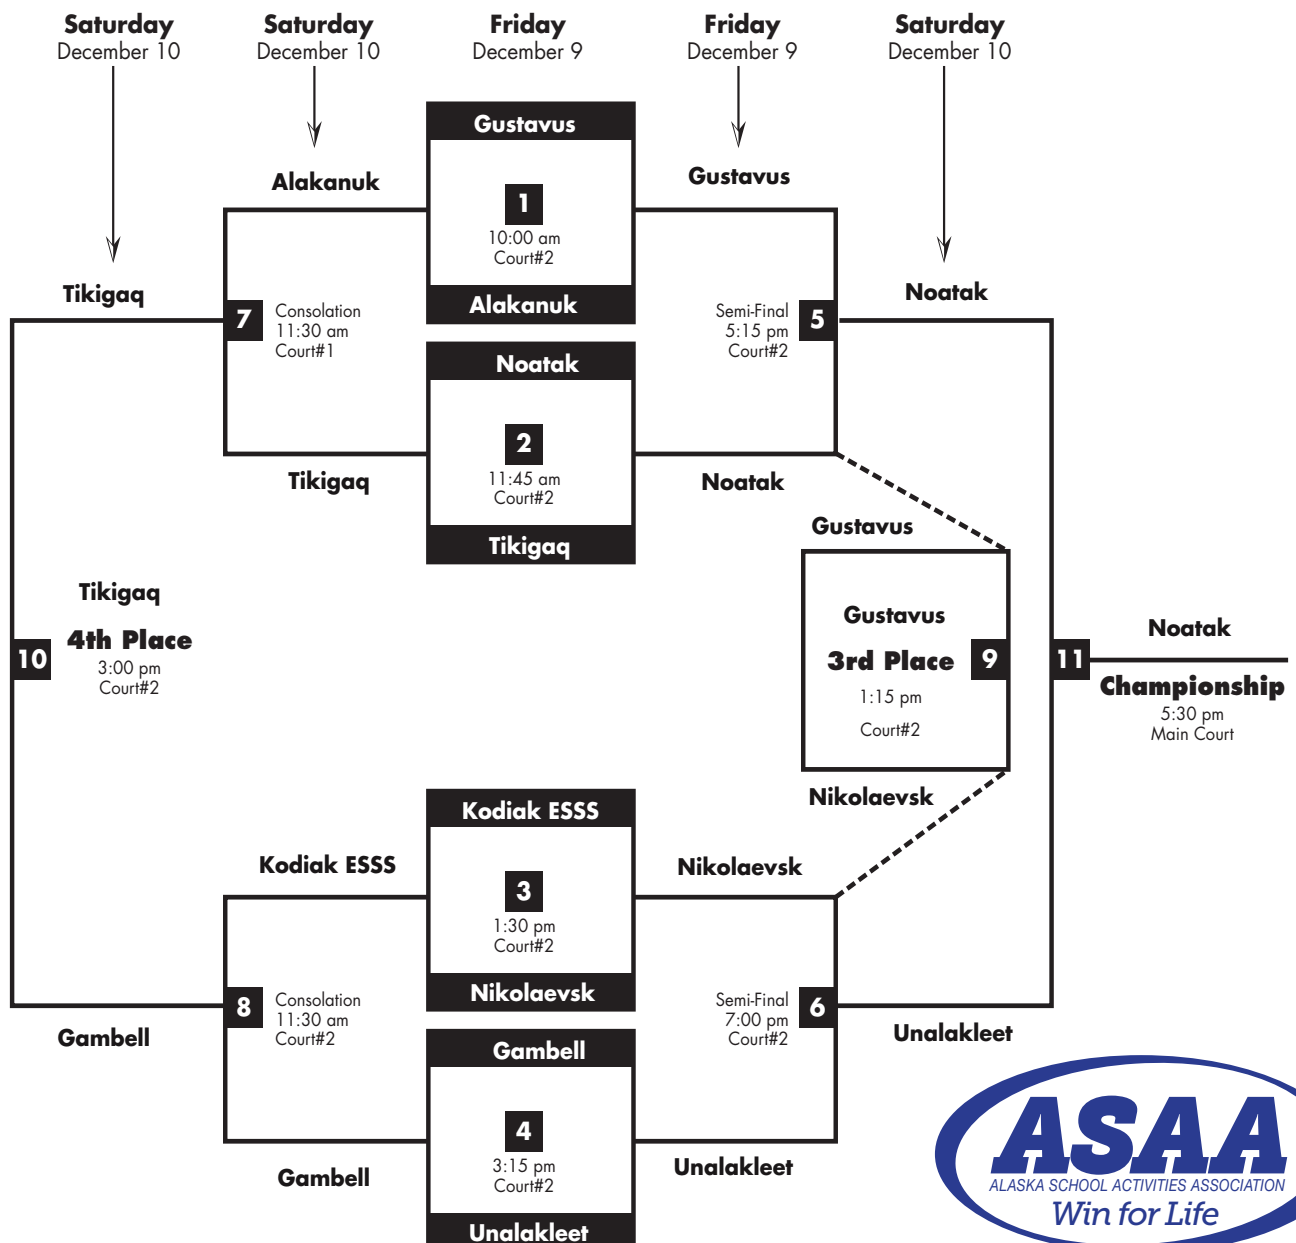 Saturday
December 10
Saturday
December 10
Friday
December 9
Friday
December 9
Saturday
December 10
Gustavus
Alakanuk
Gustavus
1
10:00 am
Court#2
Tikigaq
Noatak
Alakanuk
7
Consolation
11:30 am
Court#1
Semi-Final
5:15 pm
Court#2
5
Noatak
2
11:45 am
Court#2
Tikigaq
Noatak
Tikigaq
Gustavus
Tikigaq
4th Place
3:00 pm
Court#2
10
Gustavus
3rd Place
1:15 pm
Court#2
9
11
Noatak
Championship
5:30 pm
Main Court
Nikolaevsk
Kodiak ESSS
Kodiak ESSS
Nikolaevsk
3
1:30 pm
Court#2
Nikolaevsk
8
Consolation
11:30 am
Court#2
Semi-Final
7:00 pm
Court#2
6
Gambell
Unalakleet
Gambell
4
3:15 pm
Court#2
Gambell
Unalakleet
Unalakleet
ASAA
ALASKA SCHOOL ACTIVITIES ASSOCIATION
Win for Life